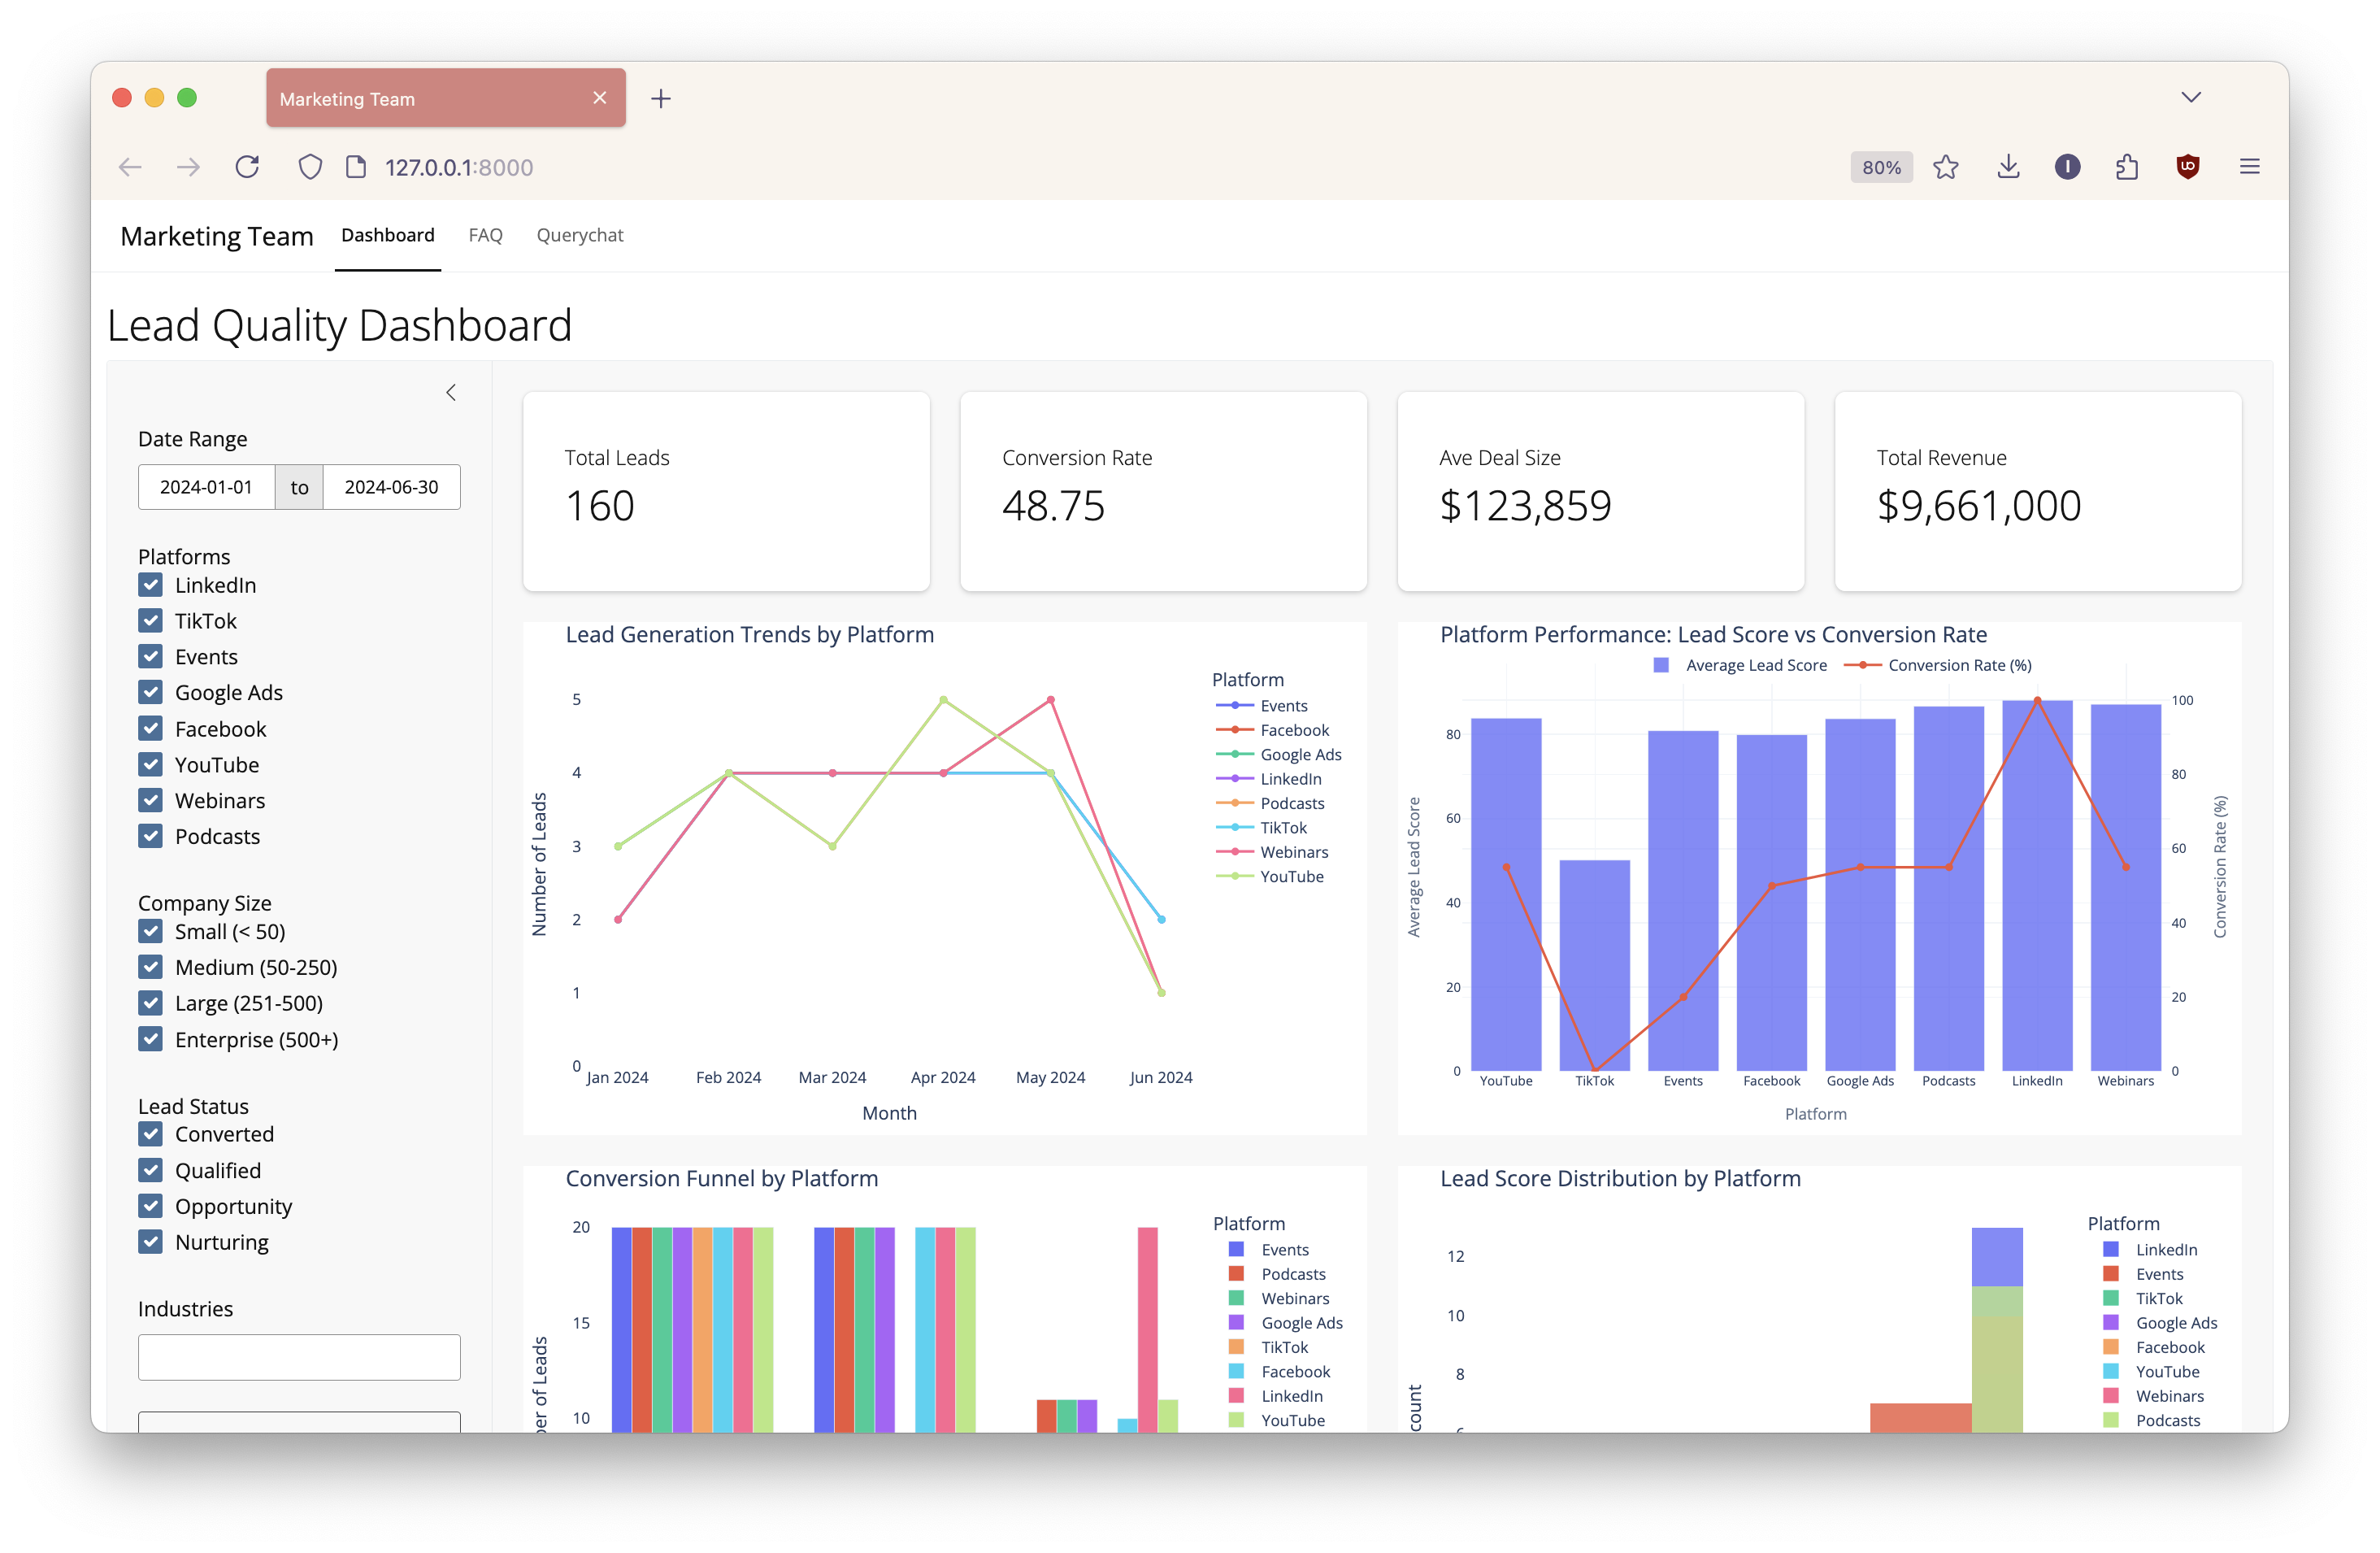 Marketing Team
127.0.0.1:8000
80%
Marketing Team Dashboard FAQ Querychat
Lead Quality Dashboard
Date Range
2024-01-01 to 2024-06-30
Platforms
LinkedIn
TikTok
Events
Google Ads
Facebook
YouTube
Webinars
Podcasts
Company Size
Small (< 50)
Medium (50-250)
Large (251-500)
Enterprise (500+)
Lead Status
Converted
Qualified
Opportunity
Nurturing
Industries
Total Leads
160
Conversion Rate
48.75
Ave Deal Size
$123,859
Total Revenue
$9,661,000
Lead Generation Trends by Platform
Number of Leads
5
4
3
2
1
0
Jan 2024 Feb 2024 Mar 2024 Apr 2024 May 2024 Jun 2024
Month
Platform
Events
Facebook
Google Ads
LinkedIn
Podcasts
TikTok
Webinars
YouTube
Platform Performance: Lead Score vs Conversion Rate
Average Lead Score Conversion Rate (%)
Average Lead Score
80
60
40
20
0
100
80
60
40
20
0
Conversion Rate (%)
YouTube TikTok Events Facebook Google Ads Podcasts LinkedIn Webinars
Platform
Conversion Funnel by Platform
20
15
10
of Leads
Platform
Events
Podcasts
Webinars
Google Ads
TikTok
Facebook
LinkedIn
YouTube
Lead Score Distribution by Platform
12
10
8
count
Platform
LinkedIn
Events
TikTok
Google Ads
Facebook
YouTube
Webinars
Podcasts